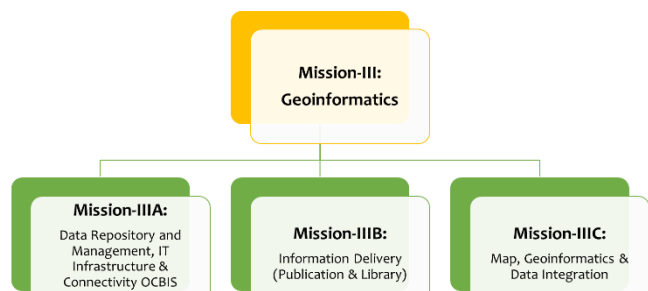 Mission-III:
Geoinformatics
Mission-IIIA:
Data Repository and
Management, IT
Infrastructure &
Connectivity OCBIS
Mission-IIIB:
Information Delivery
(Publication & Library)
Mission-IIIC:
Map, Geoinformatics &
Data Integration